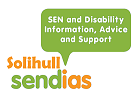 SEN and Disability
Information, Advice
and Support
Solihull
sendias